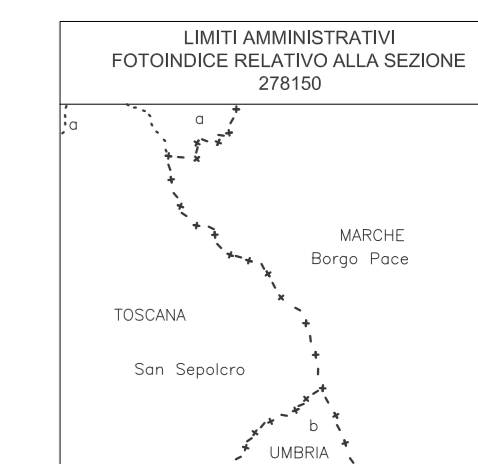 LIMITI AMMINISTRATIVI
FOTOINDICE RELATIVO ALLA SEZIONE
278150
a
a
MARCHE
Borgo Pace
TOSCANA
San Sepolcro
b
UMBRIA